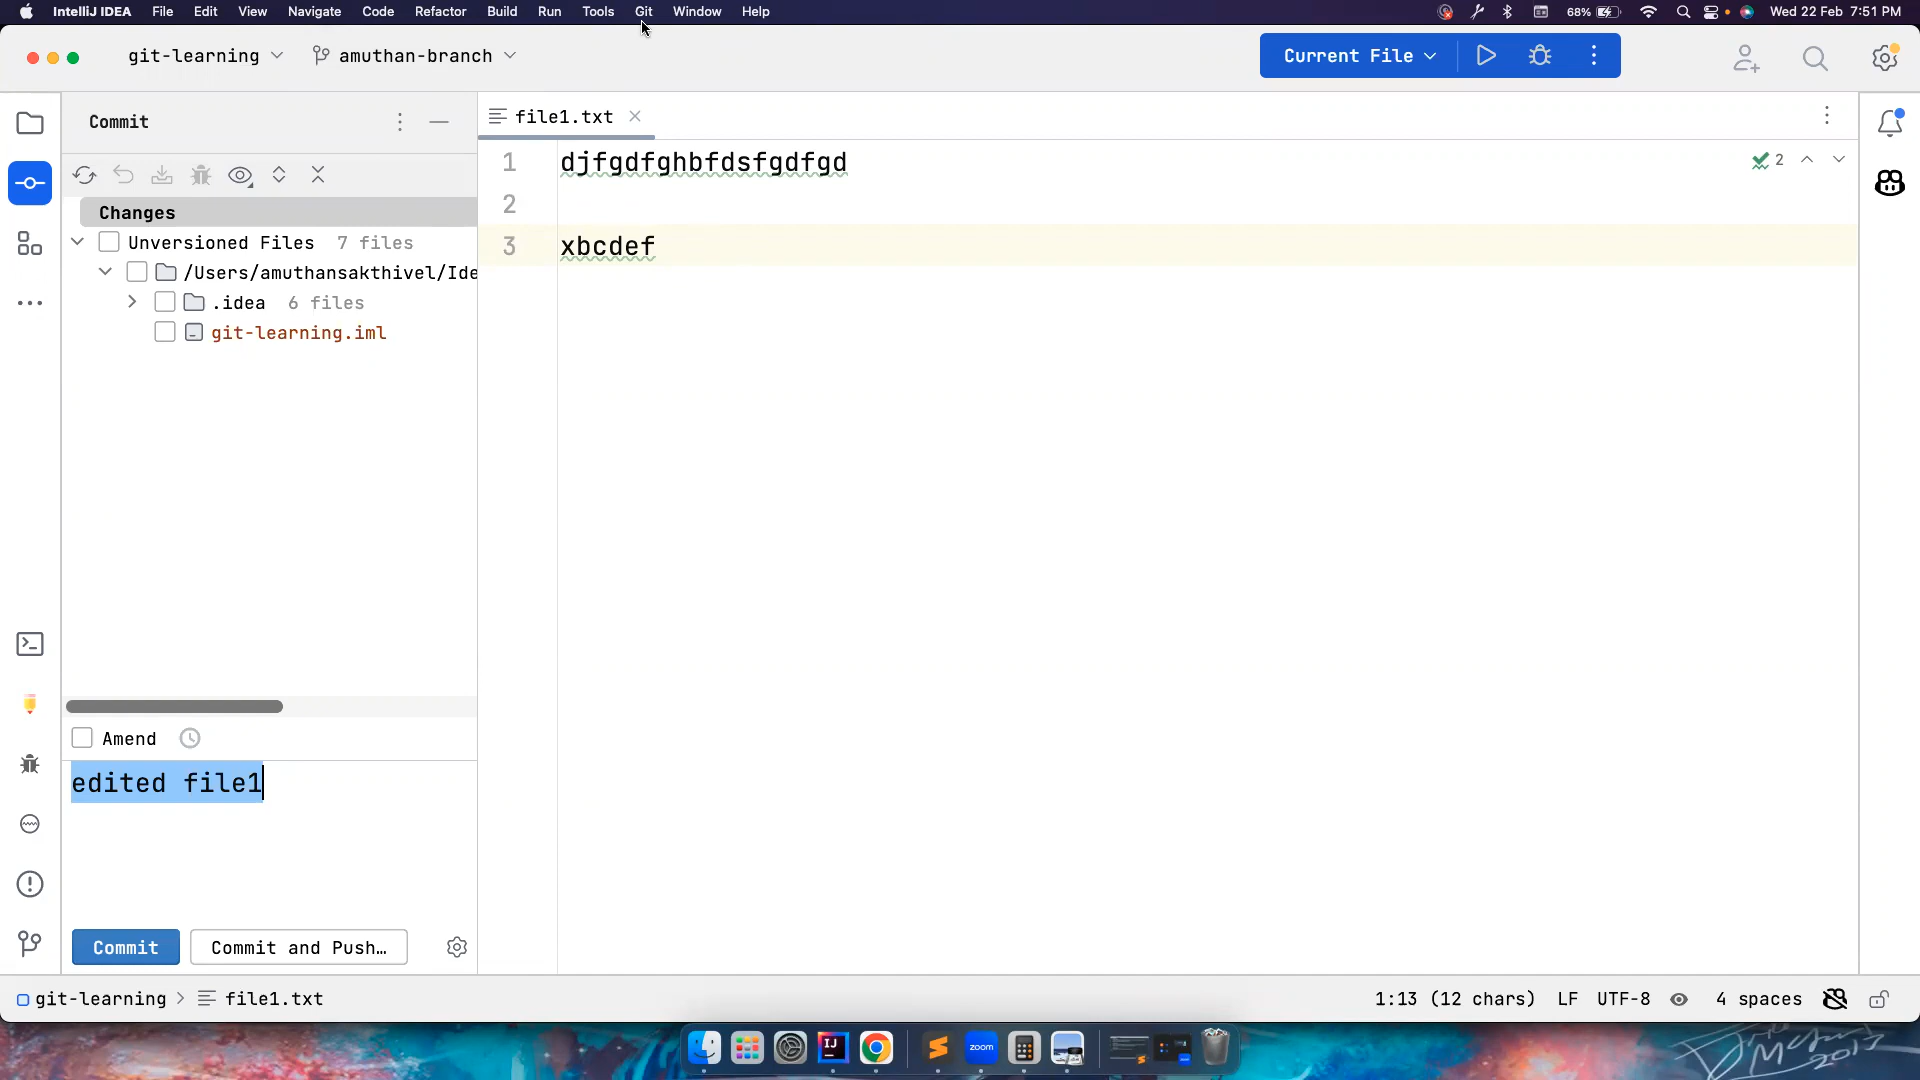 IntelliJ IDEA File Edit View Navigate Code Refactor Build Run Tools Git Window Help 68% Wed 22 Feb 7:51 PM
git-learning amuthan-branch Current File
Commit file1.txt
1 djfgdfghbfdsfgdfgd 2
Changes
2
Unversioned Files 7 files
3 xbcdef
/Users/amuthansakthivel/Ide
.idea 6 files
git-learning.iml
Amend
edited file1
Commit Commit and Push...
git-learning > file1.txt 1:13 (12 chars) LF UTF-8 4 spaces
IJ zoom
2017